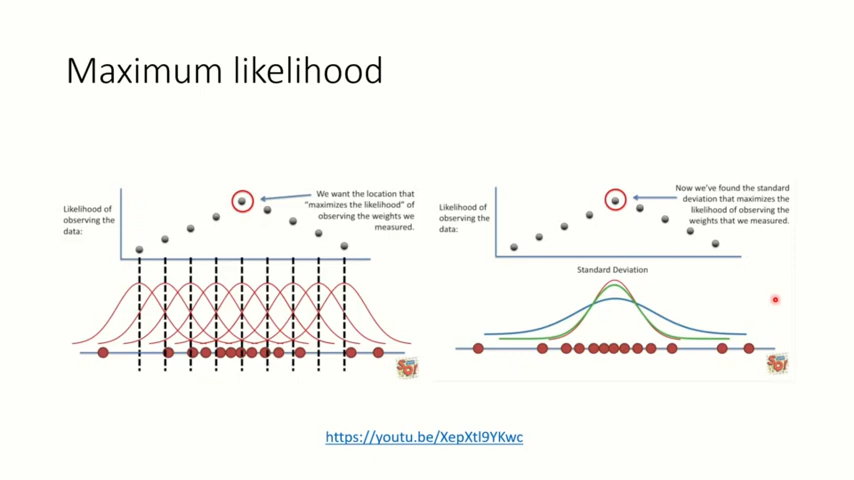 Maximum likelihood
Likelihood of
observing the
data:
We want the location that
"maximizes the likelihood" of
observing the weights we
measured.
Likelihood of
observing the
data:
Now we've found the standard
deviation that maximizes the
likelihood of observing the
weights that we measured.
Standard Deviation
https://youtu.be/XepXtl9YKwc